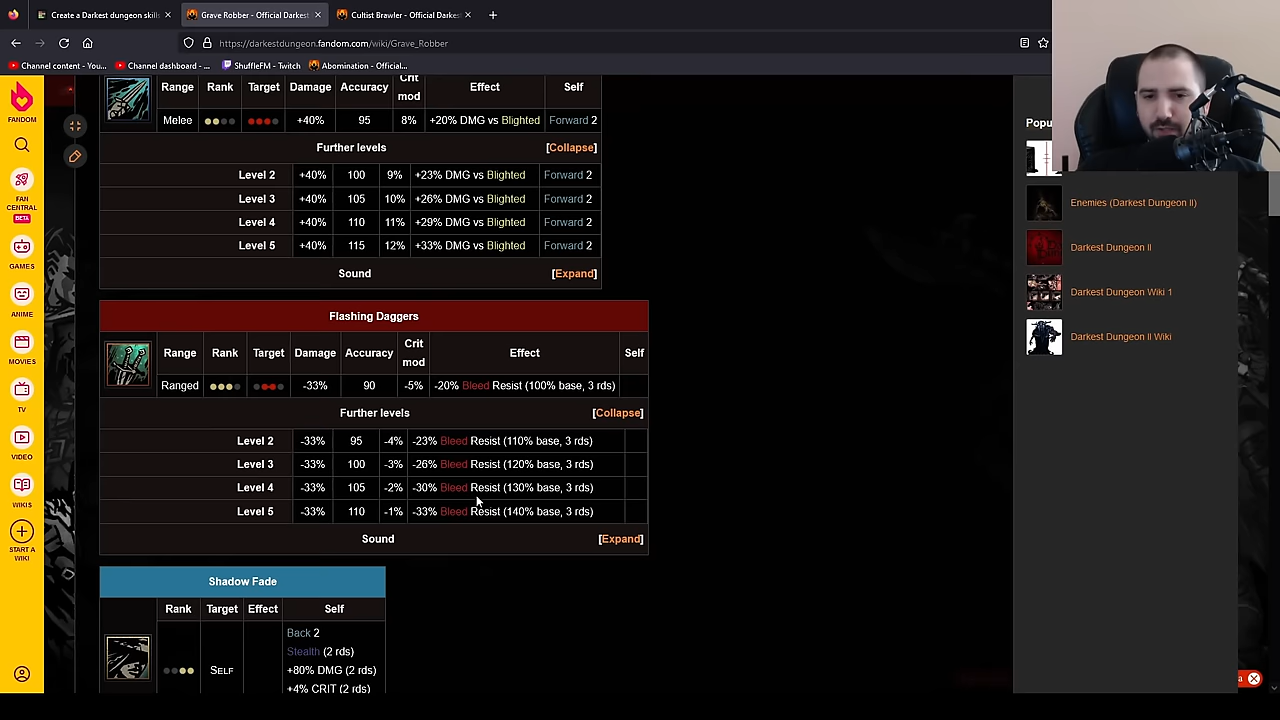 Create a Darkest dungeon skills
Grave Robber - Official Darkest
Cultist Brawler - Official Darkest
https://darkestdungeon.fandom.com/wiki/Grave_Robber
Channel content - You...
Channel dashboard - ...
ShuffleFM - Twitch
Abomination - Official...
FANDOM
FAN CENTRAL
BETA
GAMES
ANIME
MOVIES
TV
VIDEO
WIKIS
START A WIKI
Range Rank Target Damage Accuracy Crit mod Effect Self
Melee +40% 95 8% +20% DMG vs Blighted Forward 2
Further levels [Collapse]
Level 2 +40% 100 9% +23% DMG vs Blighted Forward 2
Level 3 +40% 105 10% +26% DMG vs Blighted Forward 2
Level 4 +40% 110 11% +29% DMG vs Blighted Forward 2
Level 5 +40% 115 12% +33% DMG vs Blighted Forward 2
Sound [Expand]
Flashing Daggers
Range Rank Target Damage Accuracy Crit mod Effect Self
Ranged -33% 90 -5% -20% Bleed Resist (100% base, 3 rds)
Further levels [Collapse]
Level 2 -33% 95 -4% -23% Bleed Resist (110% base, 3 rds)
Level 3 -33% 100 -3% -26% Bleed Resist (120% base, 3 rds)
Level 4 -33% 105 -2% -30% Bleed Resist (130% base, 3 rds)
Level 5 -33% 110 -1% -33% Bleed Resist (140% base, 3 rds)
Sound [Expand]
Shadow Fade
Rank Target Effect Self
Back 2
Stealth (2 rds)
SELF +80% DMG (2 rds)
+4% CRIT (2 rds)
Popu
Enemies (Darkest Dungeon II)
Darkest Dungeon II
Darkest Dungeon Wiki 1
Darkest Dungeon II Wiki